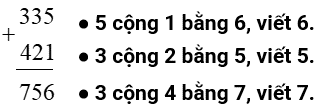 335 ● 5 cộng 1 bằng 6, viết 6.
+
421 ● 3 cộng 2 bằng 5, viết 5.
756 ● 3 cộng 4 bằng 7, viết 7.